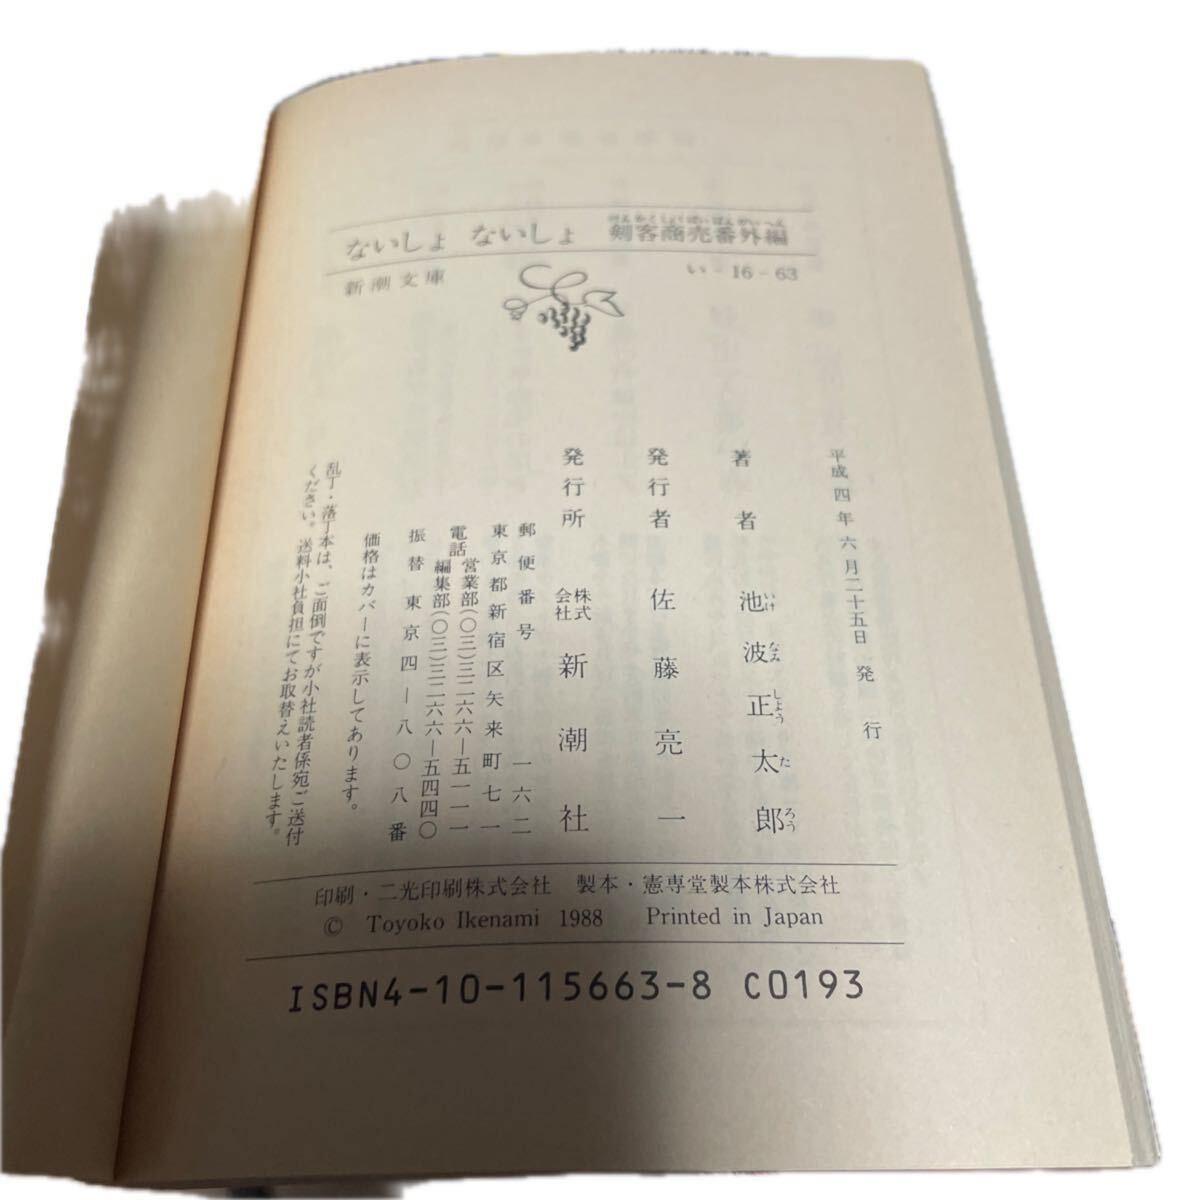 ないしょ ないしょ 剣客商売番外編
新潮文庫 い-16-63
平成四年六月二十五日 発行
著者 池波正太郎
発行者 佐藤亮一
発行所 株式会社 新潮社
郵便番号 一六二
東京都新宿区矢来町七一
電話 営業部(〇三)三二六六—五一一一
編集部(〇三)三二六六—五四四〇
振替 東京四—八〇八番
価格はカバーに表示してあります。
乱丁・落丁本は、ご面倒ですが小社読者係宛ご送付
ください。送料小社負担にてお取替えいたします。
印刷・二光印刷株式会社 製本・憲専堂製本株式会社
© Toyoko Ikenami 1988 Printed in Japan
ISBN4-10-115663-8 C0193